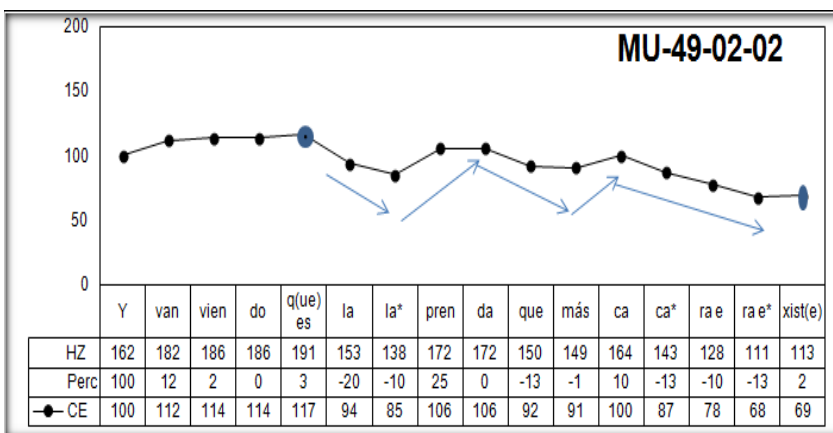 MU-49-02-02
200
150
100
50
0
Y van vien do q(ue) es la la* pren da que más ca ca* ra e ra e* xist(e)
HZ 162 182 186 186 191 153 138 172 172 150 149 164 143 128 111 113
Perc 100 12 2 0 3 -20 -10 25 0 -13 -1 10 -13 -10 -13 2
CE 100 112 114 114 117 94 85 106 106 92 91 100 87 78 68 69